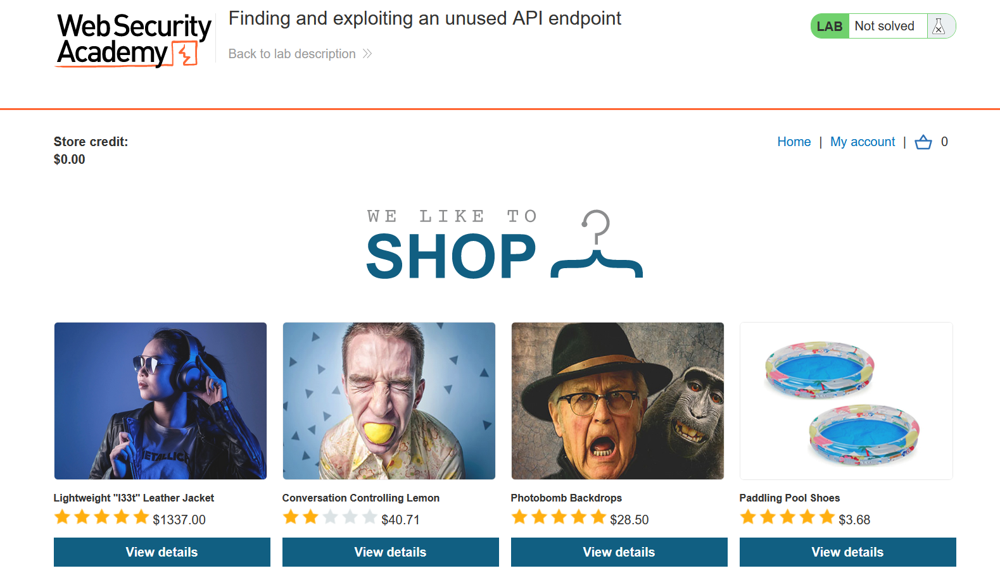 Web Security
Academy
Finding and exploiting an unused API endpoint
Back to lab description
LAB Not solved
Store credit:
$0.00
Home | My account | 0
WE LIKE TO
SHOP
METALLICA
Lightweight "l33t" Leather Jacket
$1337.00
View details
Conversation Controlling Lemon
$40.71
View details
Photobomb Backdrops
$28.50
View details
Paddling Pool Shoes
$3.68
View details